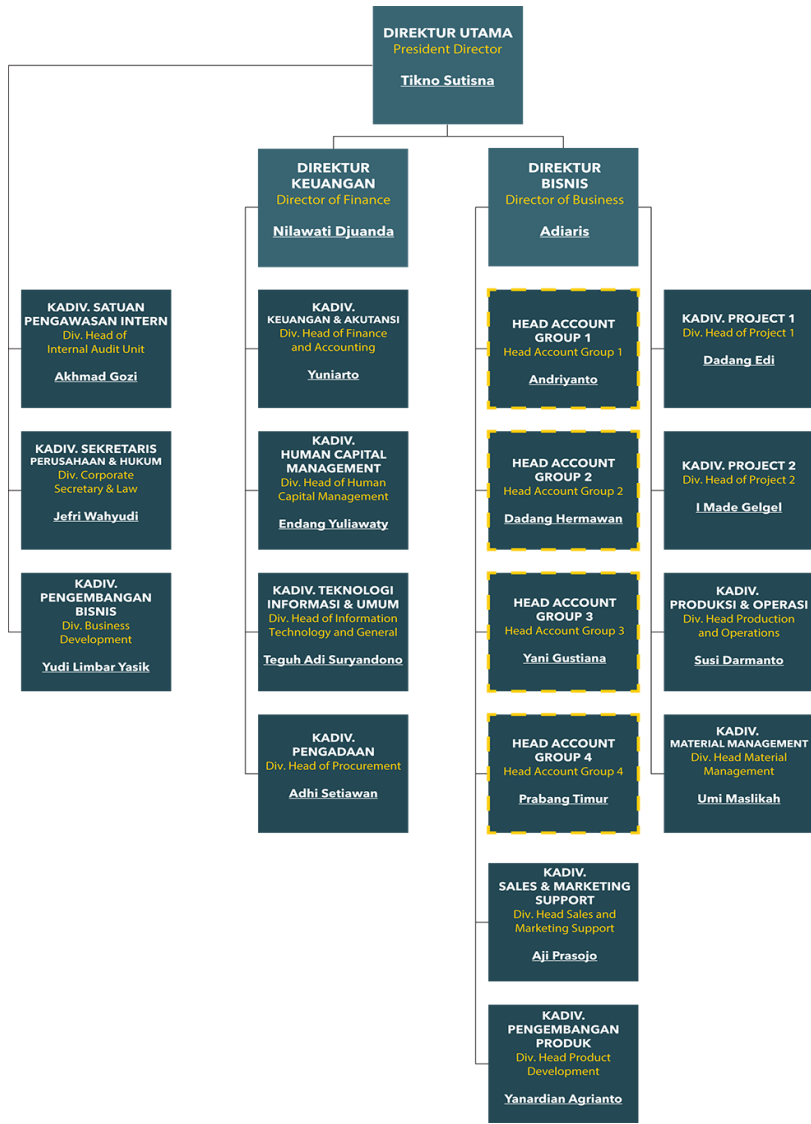 DIREKTUR UTAMA
President Director
Tikno Sutisna
DIREKTUR
KEUANGAN
Director of Finance
Nilawati Djuanda
DIREKTUR
BISNIS
Director of Business
Adiaris
KADIV. SATUAN
PENGAWASAN INTERN
Div. Head of
Internal Audit Unit
Akhmad Gozi
KADIV. SEKRETARIS
PERUSAHAAN & HUKUM
Div. Corporate
Secretary & Law
Jefri Wahyudi
KADIV.
PENGEMBANGAN
BISNIS
Div. Business
Development
Yudi Limbar Yasik
KADIV.
KEUANGAN & AKUTANSI
Div. Head of Finance
and Accounting
Yuniarto
KADIV.
HUMAN CAPITAL
MANAGEMENT
Div. Head of Human
Capital Management
Endang Yuliawaty
KADIV. TEKNOLOGI
INFORMASI & UMUM
Div. Head of Information
Technology and General
Teguh Adi Suryandono
KADIV.
PENGADAAN
Div. Head of Procurement
Adhi Setiawan
HEAD ACCOUNT
GROUP 1
Head Account Group 1
Andriyanto
HEAD ACCOUNT
GROUP 2
Head Account Group 2
Dadang Hermawan
HEAD ACCOUNT
GROUP 3
Head Account Group 3
Yani Gustiana
HEAD ACCOUNT
GROUP 4
Head Account Group 4
Prabang Timur
KADIV.
SALES & MARKETING
SUPPORT
Div. Head Sales and
Marketing Support
Aji Prasojo
KADIV.
PENGEMBANGAN
PRODUK
Div. Head Product
Development
Yanardian Agrianto
KADIV. PROJECT 1
Div. Head of Project 1
Dadang Edi
KADIV. PROJECT 2
Div. Head of Project 2
I Made Gelgel
KADIV.
PRODUKSI & OPERASI
Div. Head Production
and Operations
Susi Darmanto
KADIV.
MATERIAL MANAGEMENT
Div. Head Material
Management
Umi Maslikah